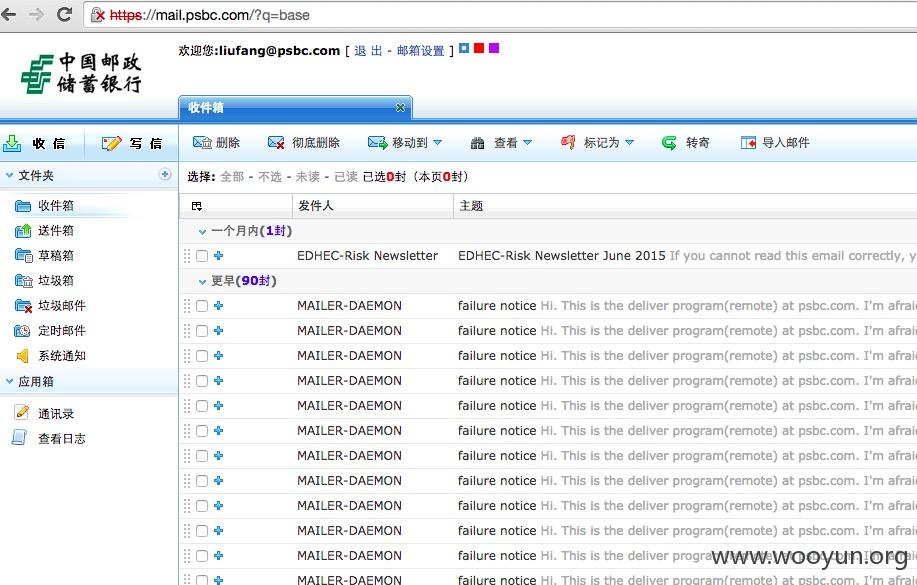 https://mail.psbc.com/?q=base
中国邮政
储蓄银行
欢迎您:liufang@psbc.com [ 退 出 - 邮箱设置 ]
收件箱
收 信 写 信 删除 彻底删除 移动到 查看 标记为 转寄 导入邮件
文件夹
选择: 全部 - 不选 - 未读 - 已读 已选0封 (本页0封)
收件箱
送件箱
草稿箱
垃圾箱
垃圾邮件
定时邮件
系统通知
应用箱
通讯录
查看日志
发件人 主题
一个月内(1封)
EDHEC-Risk Newsletter EDHEC-Risk Newsletter June 2015 If you cannot read this email correctly, y
更早(90封)
MAILER-DAEMON failure notice Hi. This is the deliver program(remote) at psbc.com. I'm afrai
MAILER-DAEMON failure notice Hi. This is the deliver program(remote) at psbc.com. I'm afrai
MAILER-DAEMON failure notice Hi. This is the deliver program(remote) at psbc.com. I'm afrai
MAILER-DAEMON failure notice Hi. This is the deliver program(remote) at psbc.com. I'm afrai
MAILER-DAEMON failure notice Hi. This is the deliver program(remote) at psbc.com. I'm afrai
MAILER-DAEMON failure notice Hi. This is the deliver program(remote) at psbc.com. I'm afrai
MAILER-DAEMON failure notice Hi. This is the deliver program(remote) at psbc.com. I'm afrai
MAILER-DAEMON failure notice Hi. This is the deliver program(remote) at psbc.com. I'm afrai
MAILER-DAEMON failure notice Hi. This is the deliver program(remote) at psbc.com. I'm afrai
MAILER-DAEMON failure notice Hi. This is the deliver program(remote) at psbc.com. I'm afrai
MAILER-DAEMON failure notice Hi. This is the deliver prog
www.wooyun.org
MAILER-DAEMON failure notice Hi. This is the deliver program(remote) at psbc.com. I'm afrai